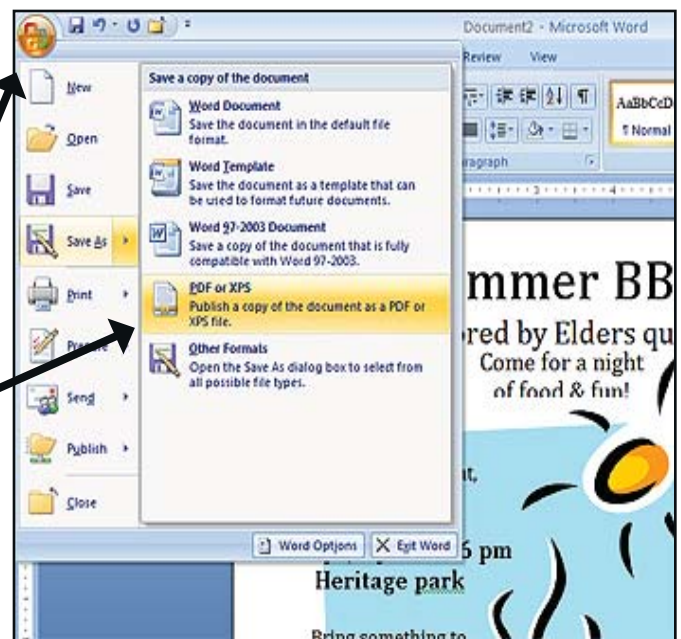 Document2 - Microsoft Word
Review View
AaBbCcD
¶ Normal
aragraph
New
Open
Save
Save As
Print
Prepare
Send
Publish
Close
Save a copy of the document
Word Document
Save the document in the default file
format.
Word Template
Save the document as a template that can
be used to format future documents.
Word 97-2003 Document
Save a copy of the document that is fully
compatible with Word 97-2003.
PDF or XPS
Publish a copy of the document as a PDF or
XPS file.
Other Formats
Open the Save As dialog box to select from
all possible file types.
Word Options Exit Word
3 4
mmer BB
red by Elders qu
Come for a night
of food & fun!
6 pm
Heritage park
Bring something to